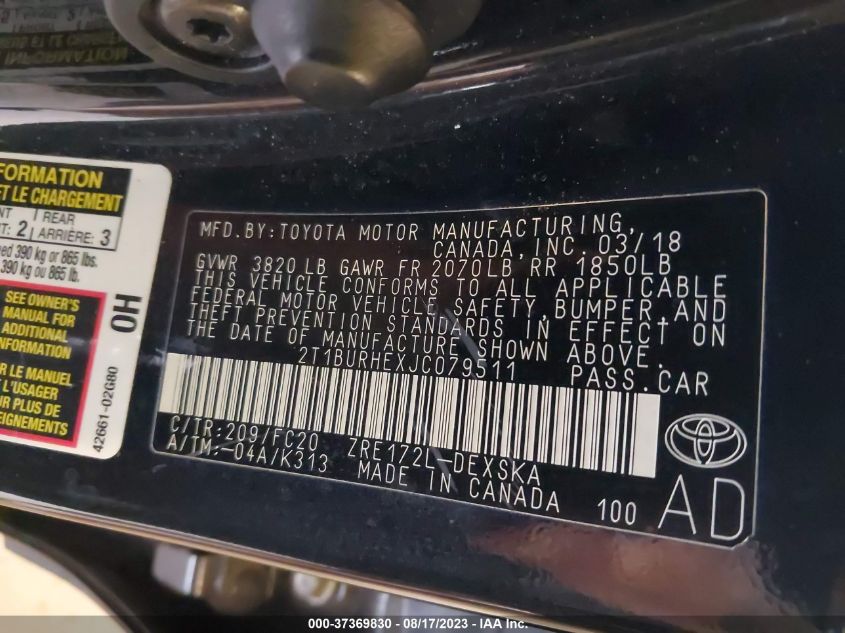 FORMATION
ET LE CHARGEMENT
NT REAR
T: 2 ARRIÈRE: 3
ed 390 kg or 865 lbs.
390 kg ou 865 lb.
SEE OWNER'S
MANUAL FOR
ADDITIONAL
INFORMATION
R LE MANUEL
L'USAGER
UR PLUS DE
EIGNEMENTS
OH
42661-02G80
MFD.BY:TOYOTA MOTOR MANUFACTURING,
CANADA,INC. 03/18
GVWR 3820 LB GAWR FR 2070LB RR 1850LB
THIS VEHICLE CONFORMS TO ALL APPLICABLE
FEDERAL MOTOR VEHICLE SAFETY,BUMPER,AND
THEFT PREVENTION STANDARDS IN EFFECT ON
THE DATE OF MANUFACTURE SHOWN ABOVE.
2T1BURHEXJC079511 PASS.CAR
C/TR:209/FC20 ZRE172L-DEXSKA
A/TM:-04A/K313 MADE IN CANADA 100 AD
000-37369830 - 08/17/2023 - IAA Inc.